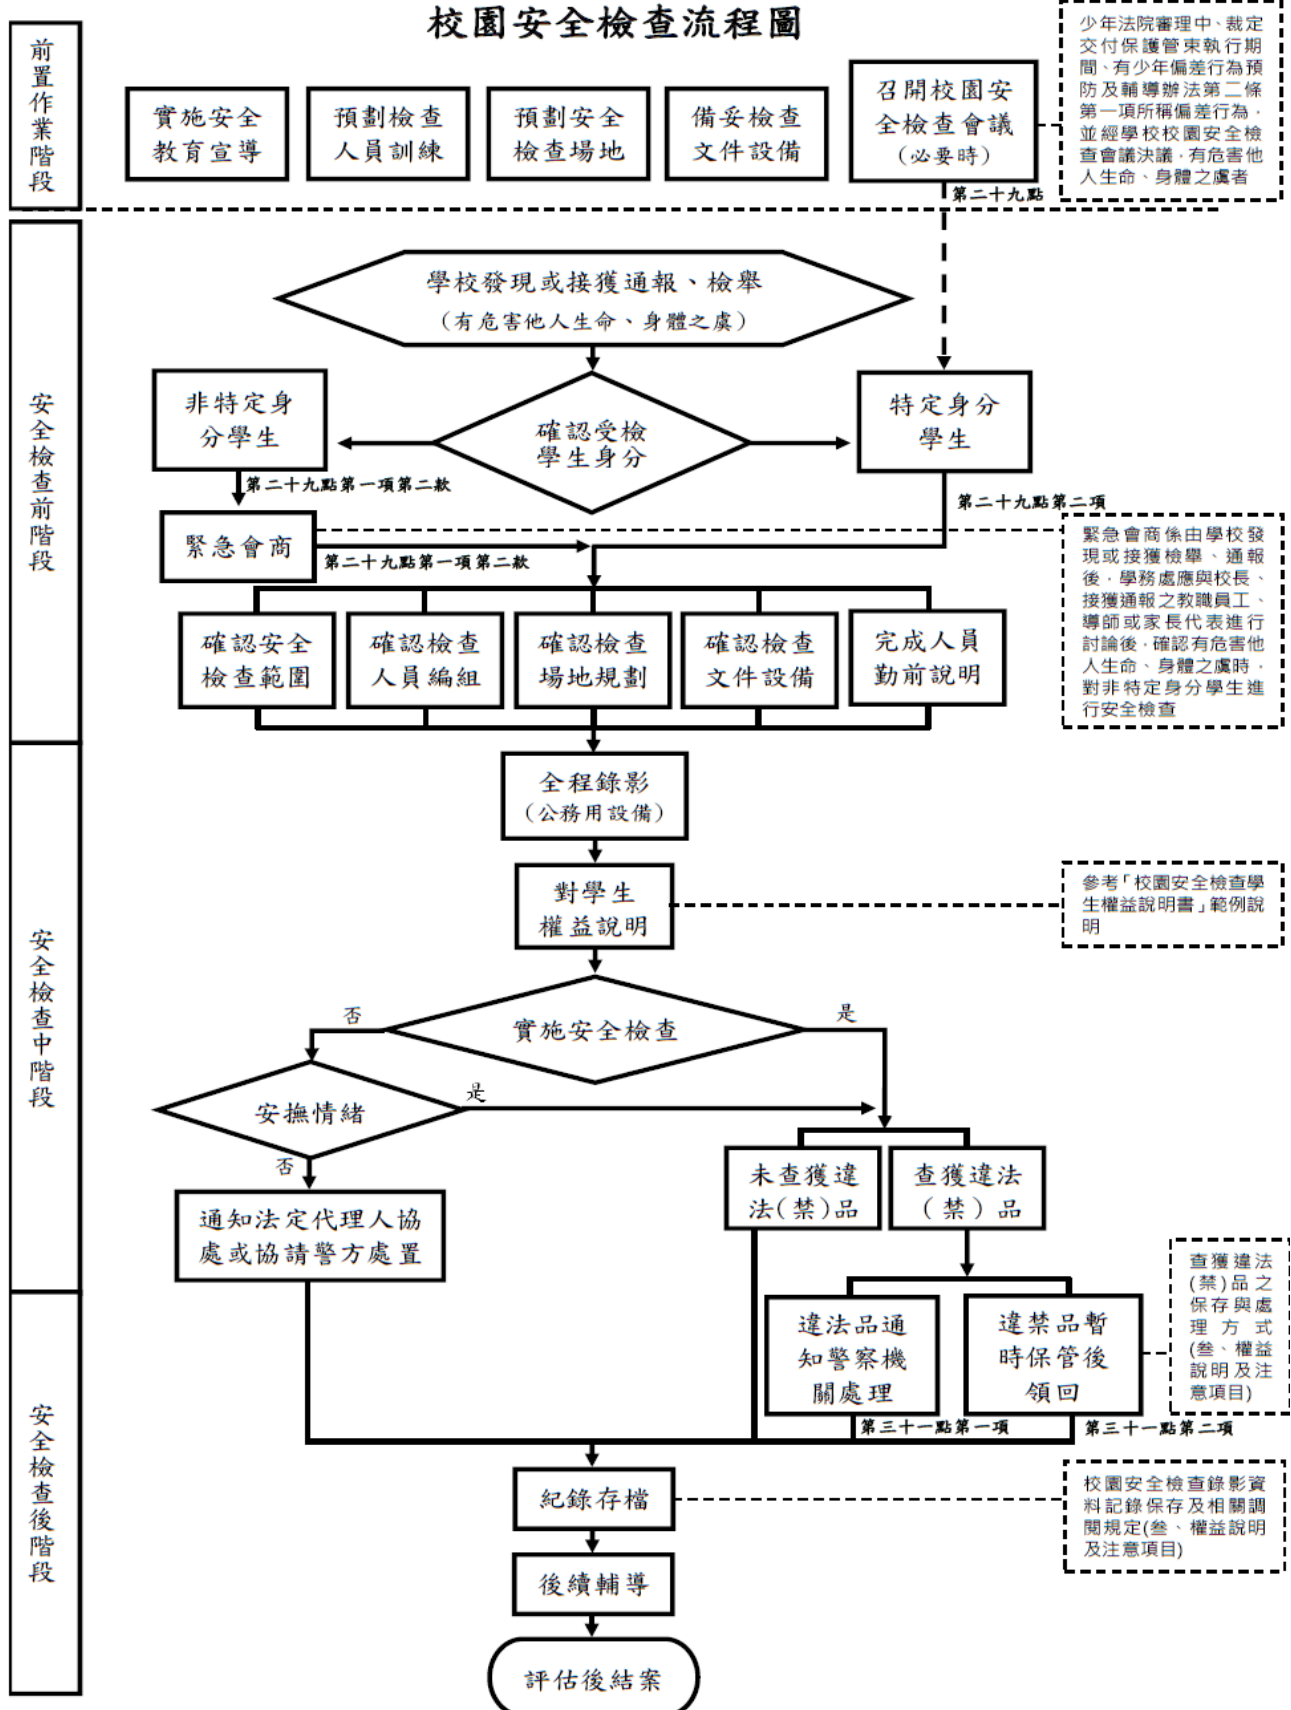 校園安全檢查流程圖
前置作業階段
實施安全
教育宣導
預劃檢查
人員訓練
預劃安全
檢查場地
備妥檢查
文件設備
召開校園安
全檢查會議
(必要時)
少年法院審理中、裁定
交付保護管束執行期
間、有少年偏差行為預
防及輔導辦法第二條
第一項所稱偏差行為，
並經學校校園安全檢
查會議決議，有危害他
人生命、身體之虞者
第二十九點
安全檢查前階段
學校發現或接獲通報、檢舉
(有危害他人生命、身體之虞)
非特定身
分學生
確認受檢
學生身分
特定身分
學生
第二十九點第一項第二款
第二十九點第二項
緊急會商
第二十九點第一項第二款
緊急會商係由學校發
現或接獲檢舉、通報
後，學務處應與校長、
接獲通報之教職員工、
導師或家長代表進行
討論後，確認有危害他
人生命、身體之虞時，
對非特定身分學生進
行安全檢查
確認安全
檢查範圍
確認檢查
人員編組
確認檢查
場地規劃
確認檢查
文件設備
完成人員
勤前說明
安全檢查中階段
全程錄影
(公務用設備)
對學生
權益說明
參考「校園安全檢查學
生權益說明書」範例說
明
實施安全檢查
否
是
安撫情緒
是
否
通知法定代理人協
處或協請警方處置
未查獲違
法(禁)品
查獲違法
(禁)品
安全檢查後階段
違法品通
知警察機
關處理
違禁品暫
時保管後
領回
查獲違法
(禁)品之
保存與處
理方式
(叁、權益
說明及注
意項目)
第三十一點第一項
第三十一點第二項
紀錄存檔
校園安全檢查錄影資
料記錄保存及相關調
閱規定(叁、權益說明
及注意項目)
後續輔導
評估後結案